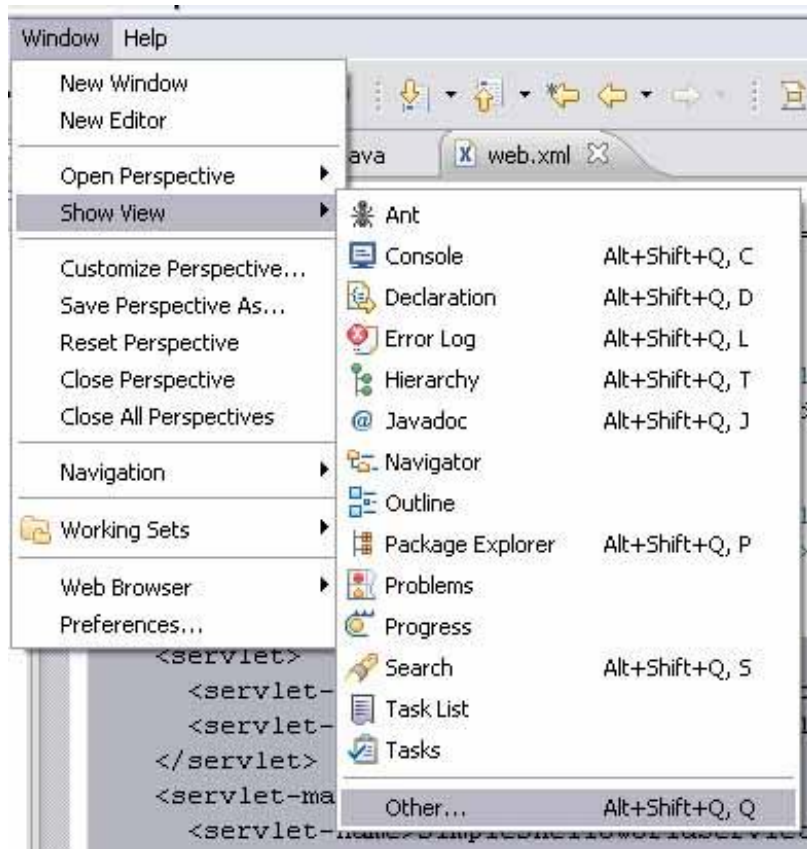 Window Help
New Window
New Editor
Open Perspective
Show View
Customize Perspective...
Save Perspective As...
Reset Perspective
Close Perspective
Close All Perspectives
Navigation
Working Sets
Web Browser
Preferences...
ava
web.xml
Ant
Console Alt+Shift+Q, C
Declaration Alt+Shift+Q, D
Error Log Alt+Shift+Q, L
Hierarchy Alt+Shift+Q, T
Javadoc Alt+Shift+Q, J
Navigator
Outline
Package Explorer Alt+Shift+Q, P
Problems
Progress
Search Alt+Shift+Q, S
Task List
Tasks
Other... Alt+Shift+Q, Q
<servlet>
<servlet-
<servlet-
</servlet>
<servlet-ma
<servlet-